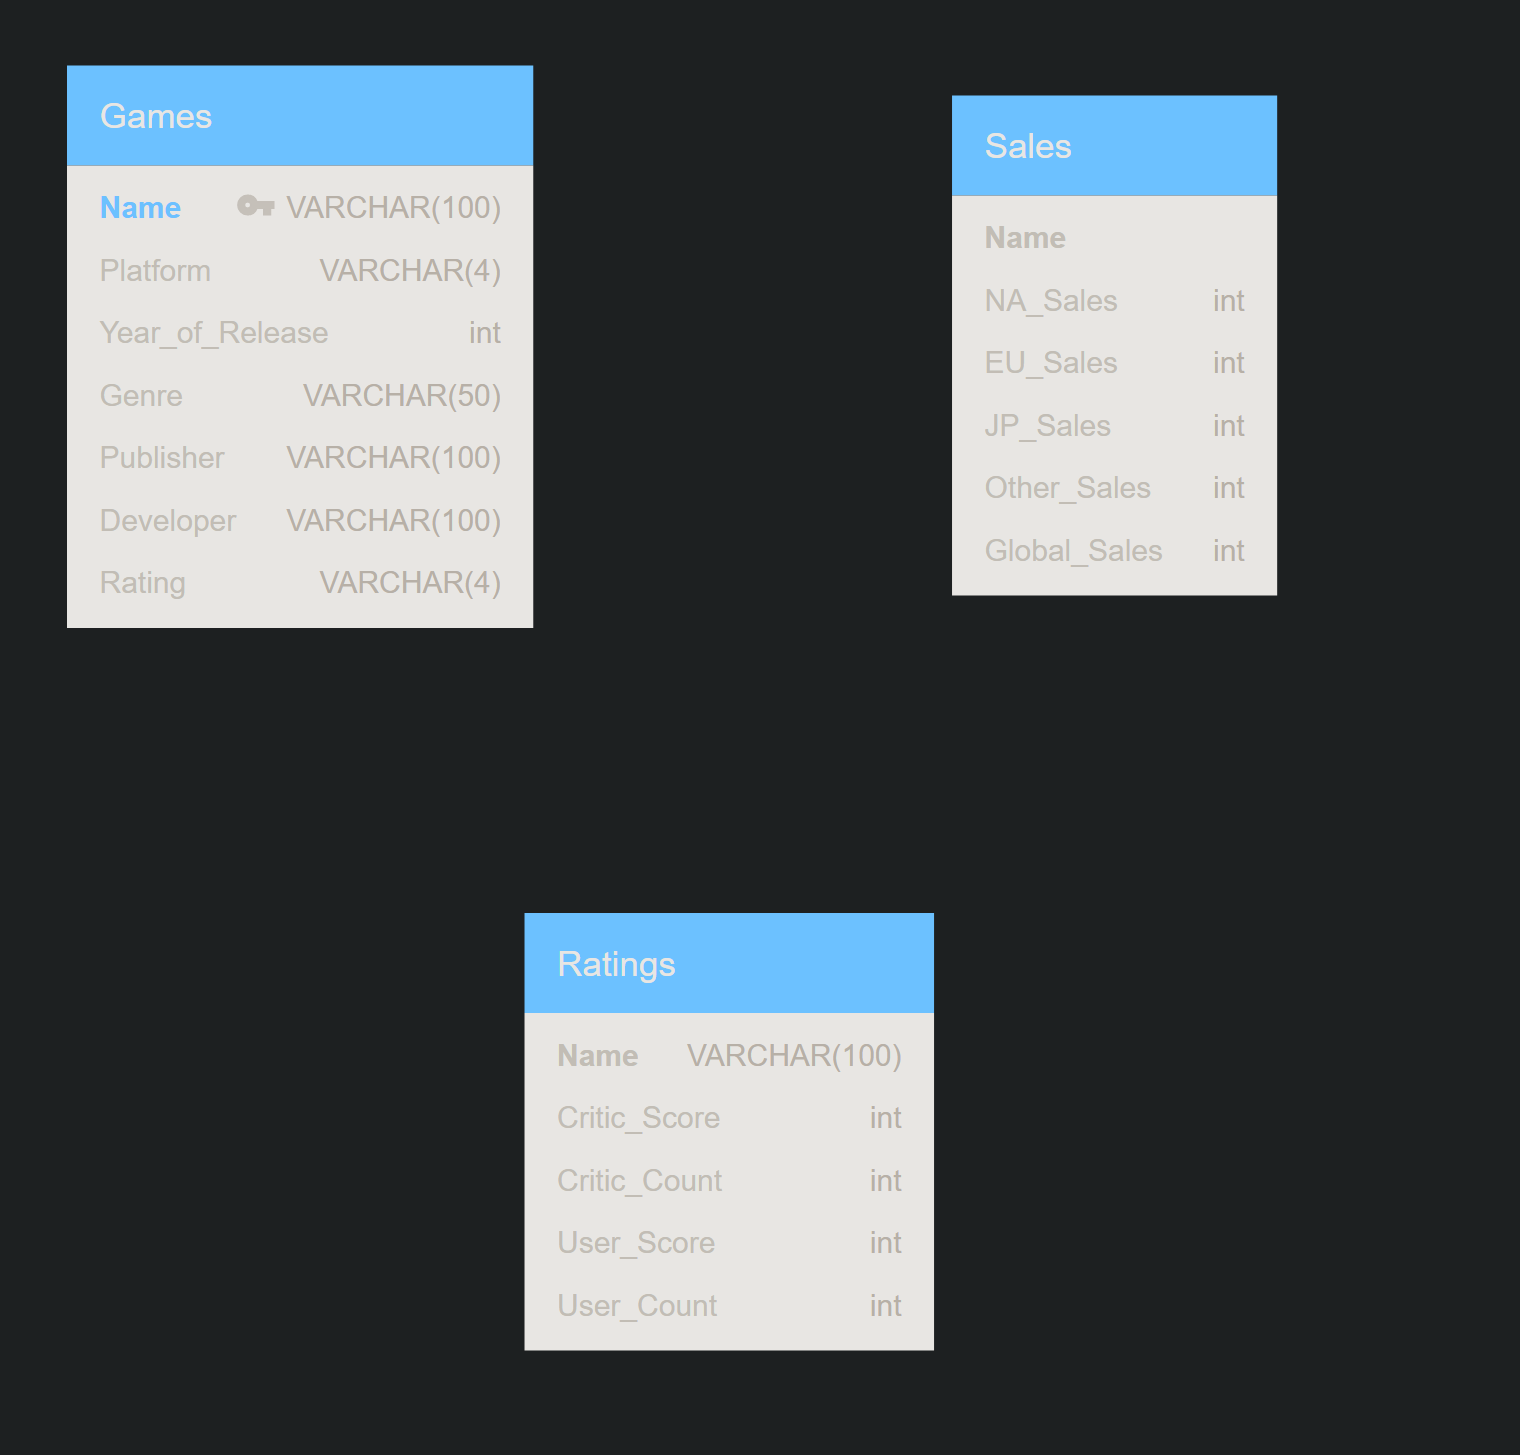 Games
Name VARCHAR(100)
Platform VARCHAR(4)
Year_of_Release int
Genre VARCHAR(50)
Publisher VARCHAR(100)
Developer VARCHAR(100)
Rating VARCHAR(4)
Sales
Name
NA_Sales int
EU_Sales int
JP_Sales int
Other_Sales int
Global_Sales int
Ratings
Name VARCHAR(100)
Critic_Score int
Critic_Count int
User_Score int
User_Count int